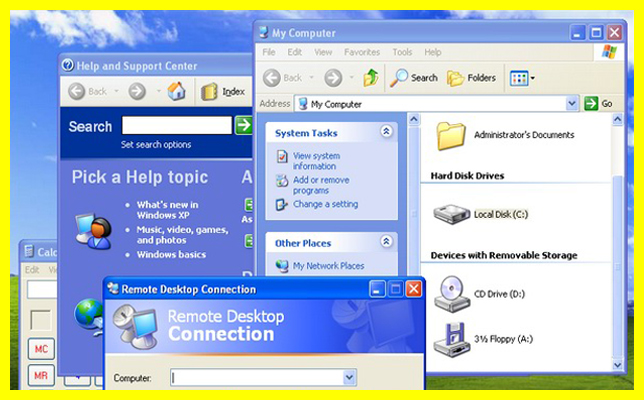 My Computer
File Edit View Favorites Tools Help
Back Search Folders
Address My Computer Go
System Tasks
View system
information
Add or remove
programs
Change a setting
Other Places
My Network Places
Administrator's Documents
Hard Disk Drives
Local Disk (C:)
Devices with Removable Storage
CD Drive (D:)
3½ Floppy (A:)
Help and Support Center
Back Index
Search
Set search options
Pick a Help topic
What's new in
Windows XP
Music, video, games,
and photos
Windows basics
Edit
MC
MR
Remote Desktop Connection
Remote Desktop
Connection
Computer: